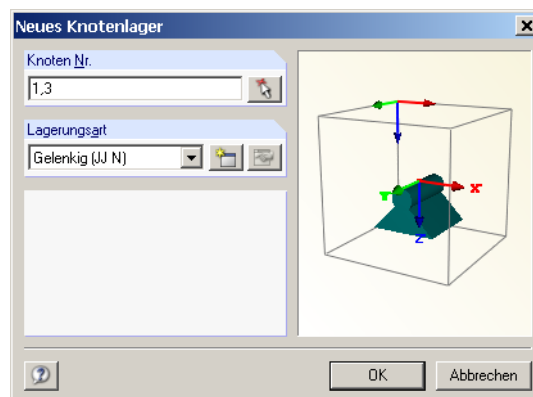 Neues Knotenlager
Knoten Nr.
1,3
Lagerungsart
Gelenkig (JJ N)
X
Y
Z
OK
Abbrechen